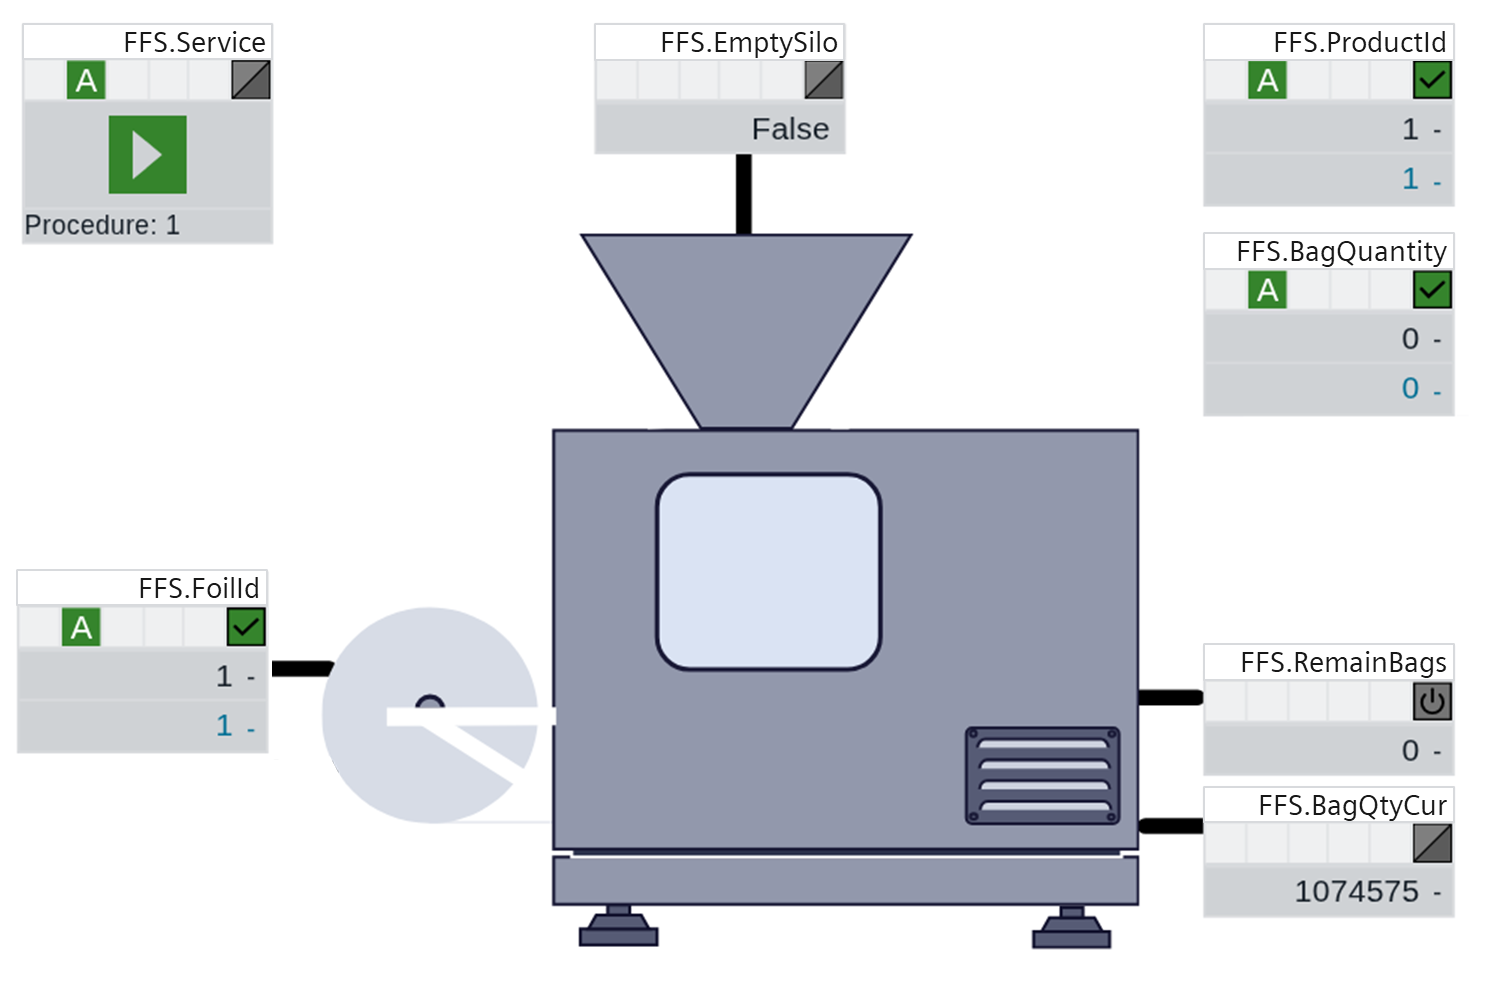 FFS.Service
A
Procedure: 1
FFS.EmptySilo
False
FFS.ProductId
A
1 -
1 -
FFS.BagQuantity
A
0 -
0 -
FFS.FoilId
A
1 -
1 -
FFS.RemainBags
0 -
FFS.BagQtyCur
1074575 -